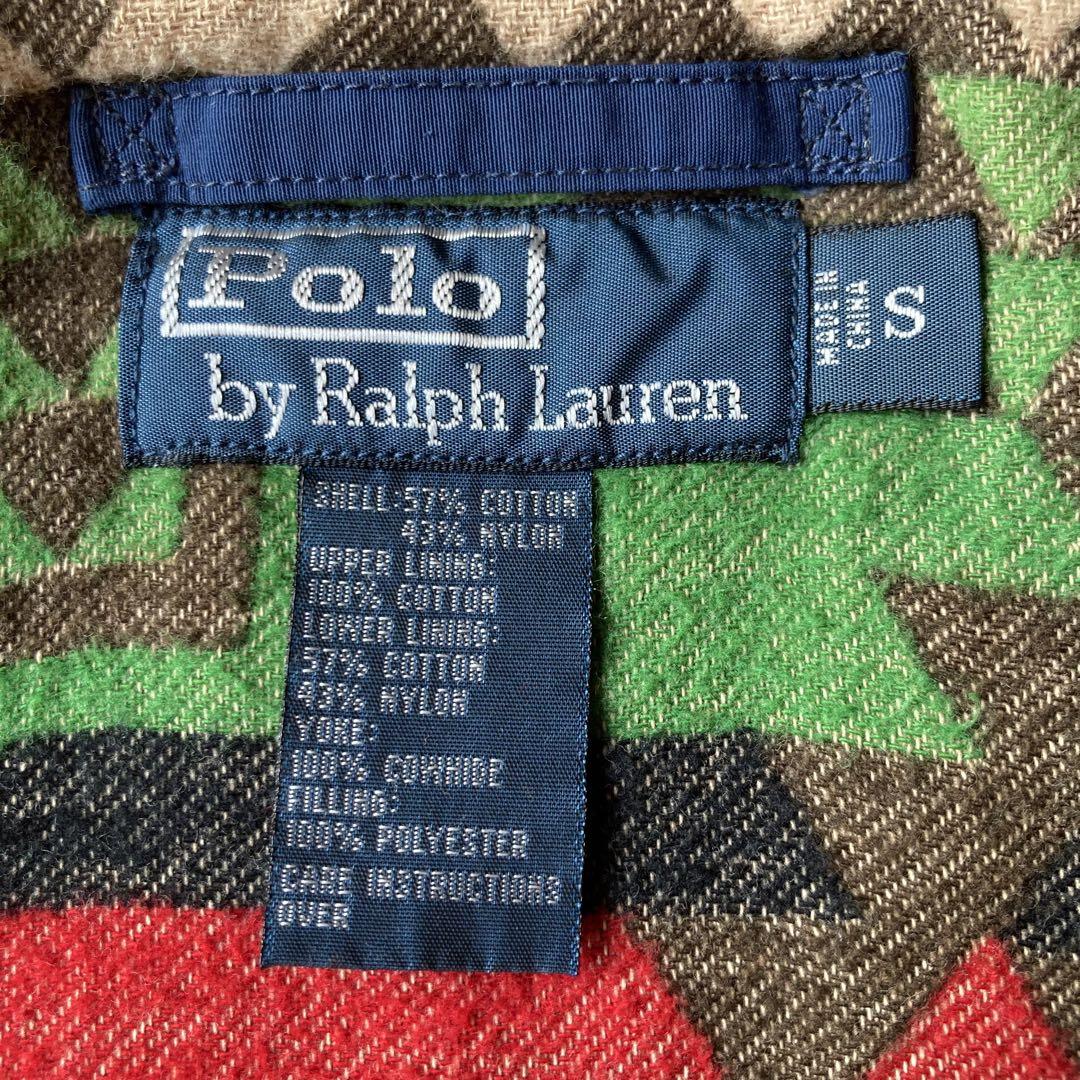 Polo
by Ralph Lauren
MADE IN
CHINA
S
SHELL:57% COTTON
43% NYLON
UPPER LINING:
100% COTTON
LOWER LINING:
57% COTTON
43% NYLON
YOKE:
100% COWHIDE
FILLING:
100% POLYESTER
CARE INSTRUCTIONS
OVER